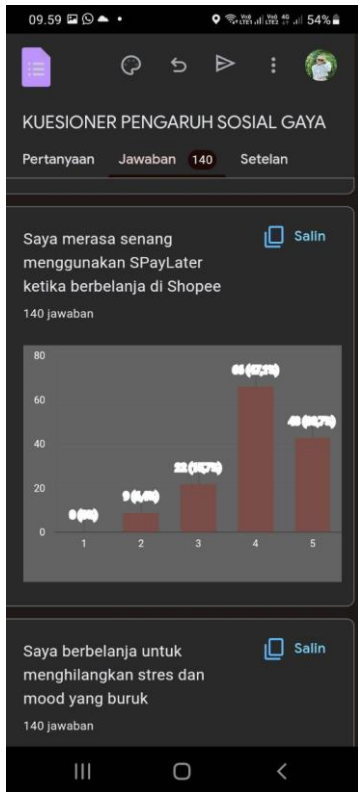 09.59 54%
KUESIONER PENGARUH SOSIAL GAYA
Pertanyaan Jawaban 140 Setelan
Saya merasa senang Salin
menggunakan SPayLater
ketika berbelanja di Shopee
140 jawaban
80
60
40
20
0
1 2 3 4 5
Saya berbelanja untuk Salin
menghilangkan stres dan
mood yang buruk
140 jawaban